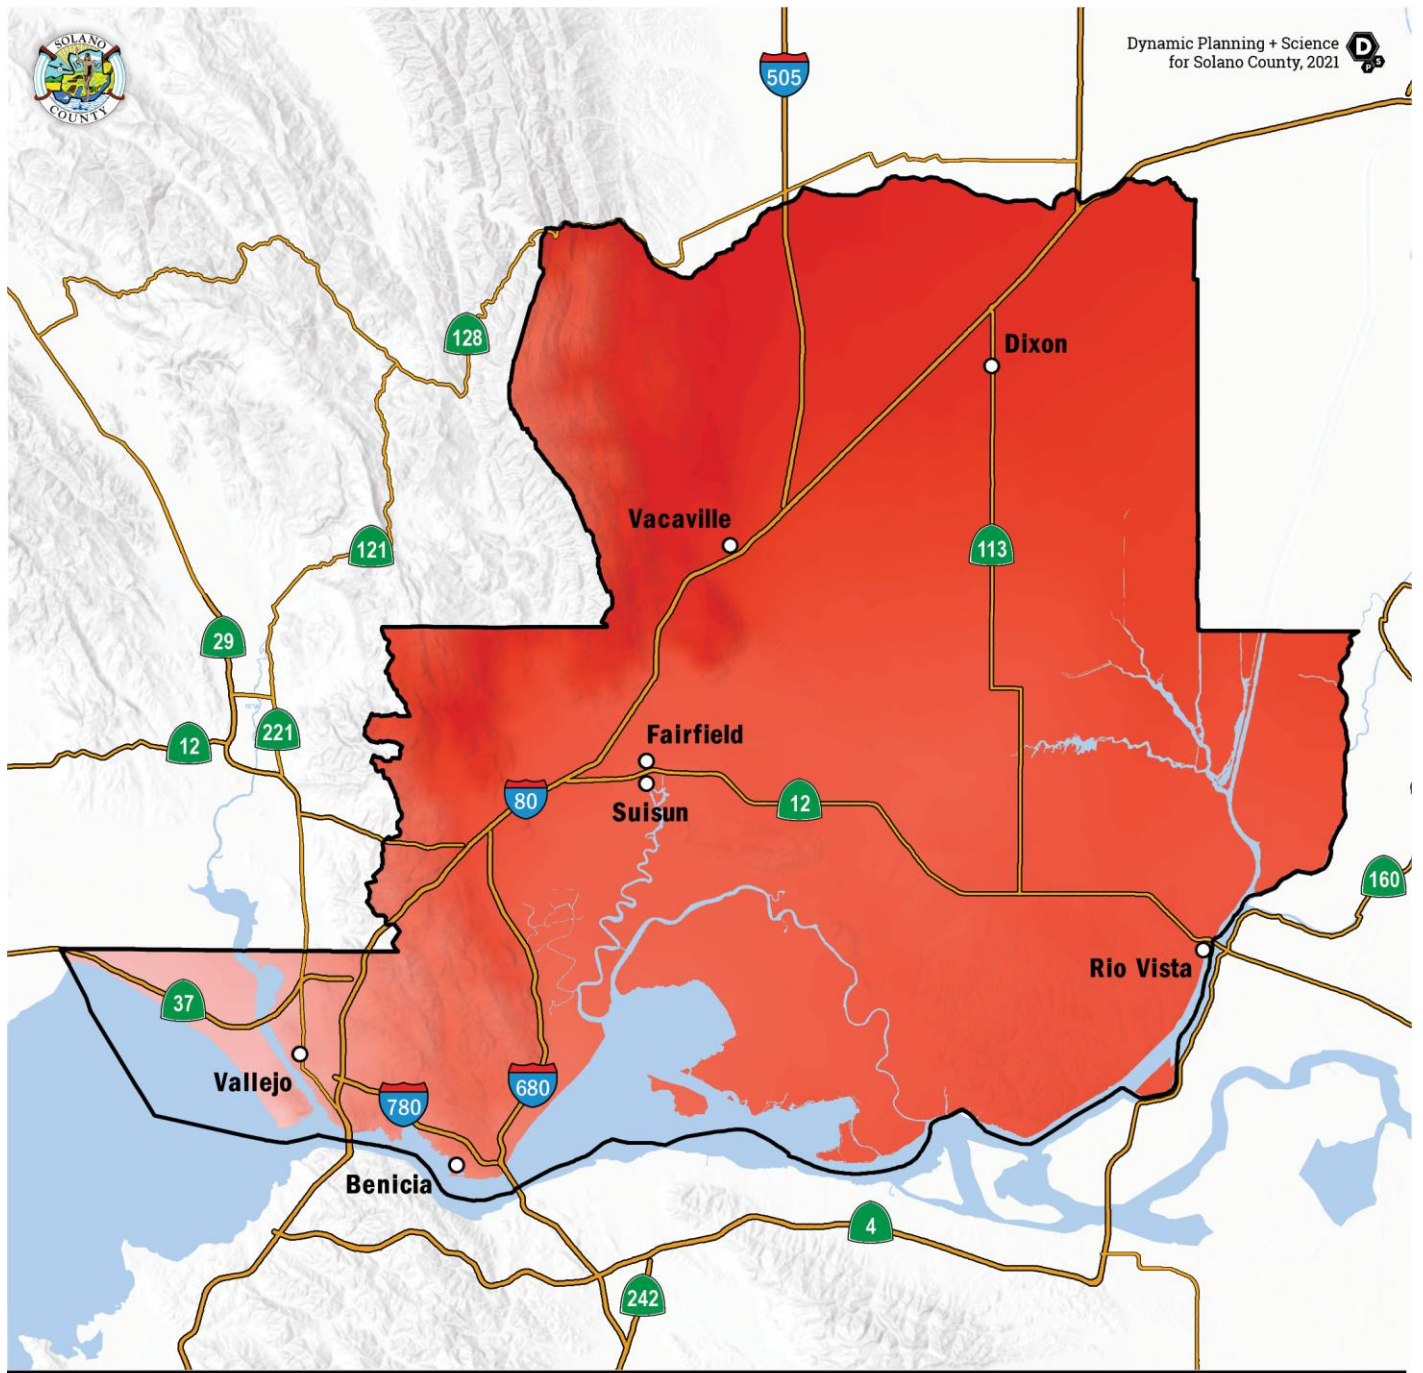 SOLANO
COUNTY
Dynamic Planning + Science
for Solano County, 2021
D
P S
505
128
Dixon
Vacaville
121
113
29
12
221
Fairfield
80
Suisun
12
160
Rio Vista
37
Vallejo
780
680
Benicia
4
242